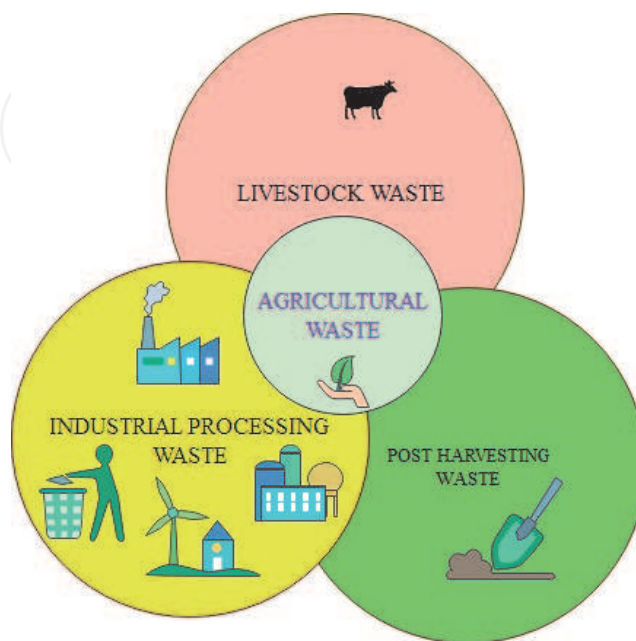 LIVESTOCK WASTE
AGRICULTURAL
WASTE
INDUSTRIAL PROCESSING
WASTE
POST HARVESTING
WASTE